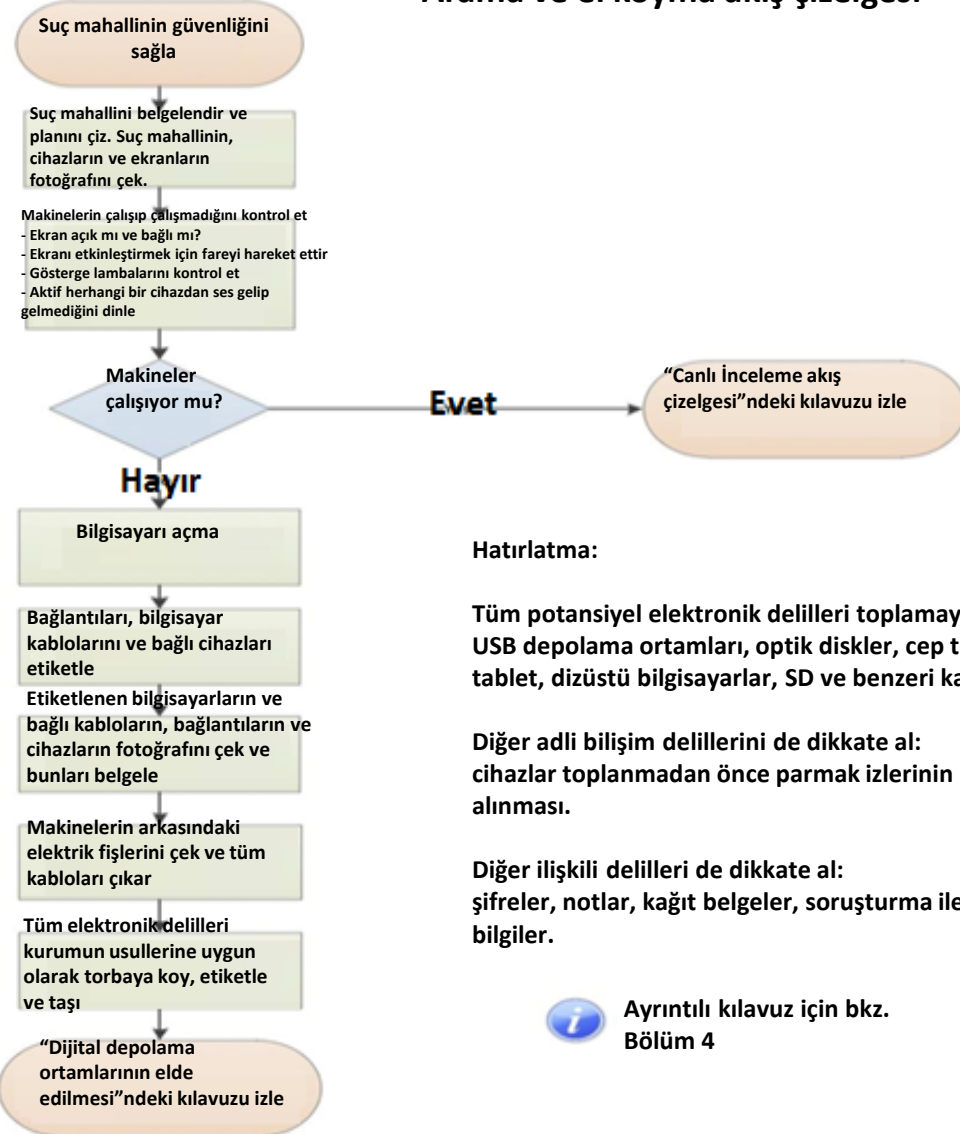 Arama ve el koyma akış çizelgesi
Suç mahallinin güvenliğini
sağla
Suç mahallini belgelendir ve
planını çiz. Suç mahallinin,
cihazların ve ekranların
fotoğrafını çek.
Makinelerin çalışıp çalışmadığını kontrol et
- Ekran açık mı ve bağlı mı?
- Ekranı etkinleştirmek için fareyi hareket ettir
- Gösterge lambalarını kontrol et
- Aktif herhangi bir cihazdan ses gelip
gelmediğini dinle
Makineler
çalışıyor mu?
Evet
“Canlı İnceleme akış
çizelgesi”ndeki kılavuzu izle
Hayır
Bilgisayarı açma
Bağlantıları, bilgisayar
kablolarını ve bağlı cihazları
etiketle
Etiketlenen bilgisayarların ve
bağlı kabloların, bağlantıların ve
cihazların fotoğrafını çek ve
bunları belgele
Makinelerin arkasındaki
elektrik fişlerini çek ve tüm
kabloları çıkar
Tüm elektronik delilleri
kurumun usullerine uygun
olarak torbaya koy, etiketle
ve taşı
“Dijital depolama
ortamlarının elde
edilmesi”ndeki kılavuzu izle
Hatırlatma:
Tüm potansiyel elektronik delilleri
USB depolama ortamları, optik diskler, cep
tablet, dizüstü bilgisayarlar, SD ve benzeri
Diğer adli bilişim delillerini de dikkate al:
cihazlar toplanmadan önce parmak izlerinin
alınması.
Diğer ilişkili delilleri de dikkate al:
şifreler, notlar, kağıt belgeler, soruşturma
bilgiler.
Ayrıntılı kılavuz için bkz.
Bölüm 4